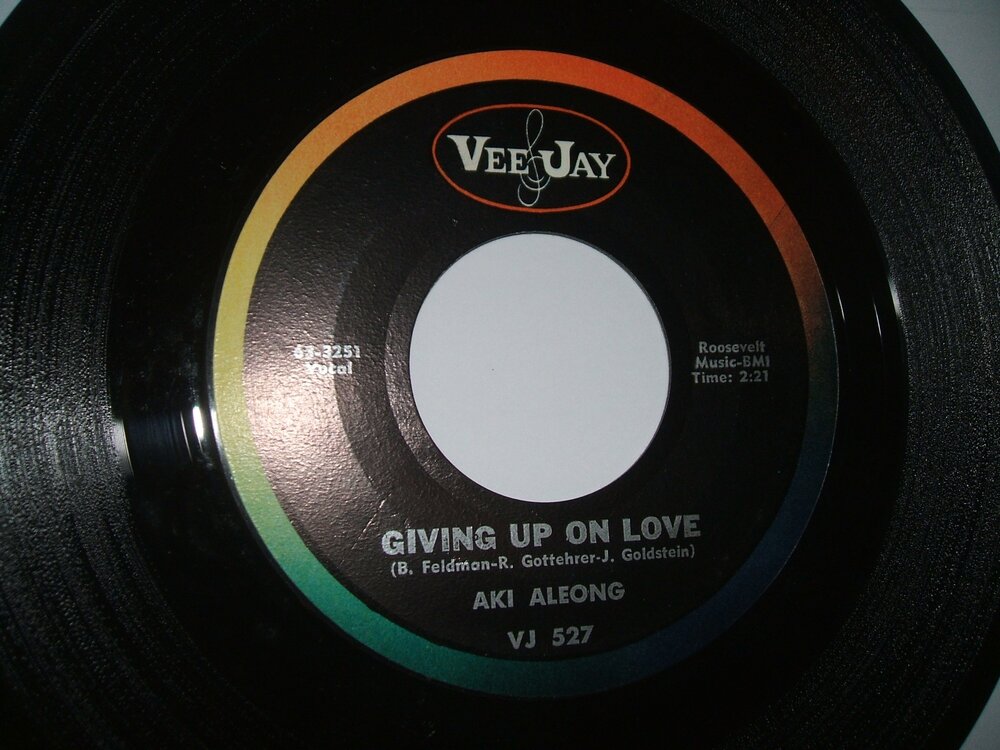 VEE JAY
63-3251
Vocal
Roosevelt
Music-BMI
Time: 2:21
GIVING UP ON LOVE
(B. Feldman-R. Gottehrer-J. Goldstein)
AKI ALEONG
VJ 527